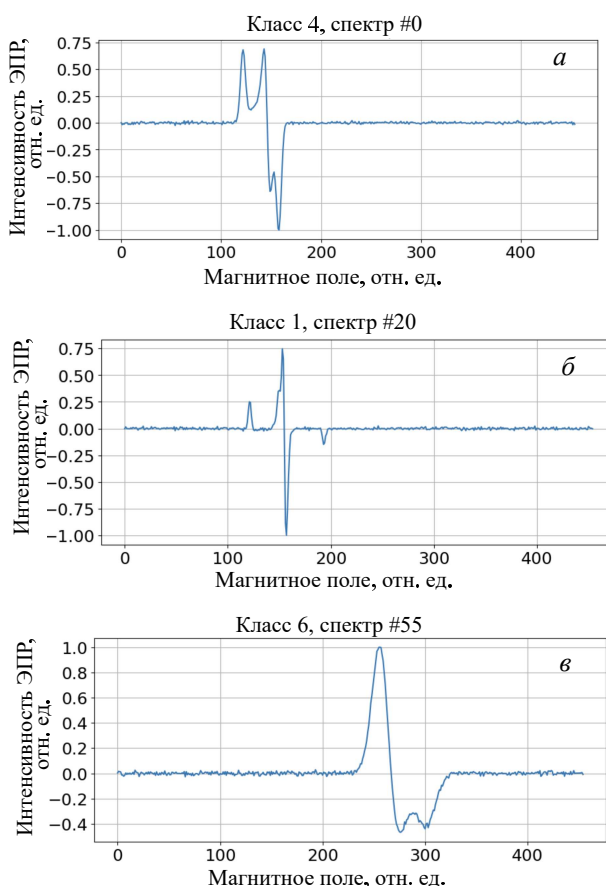 Класс 4, спектр #0
а
Интенсивность ЭПР,
отн. ед.
0.75
0.50
0.25
0.00
−0.25
−0.50
−0.75
−1.00
0 100 200 300 400
Магнитное поле, отн. ед.
Класс 1, спектр #20
б
Интенсивность ЭПР,
отн. ед.
0.75
0.50
0.25
0.00
−0.25
−0.50
−0.75
−1.00
0 100 200 300 400
Магнитное поле, отн. ед.
Класс 6, спектр #55
в
Интенсивность ЭПР,
отн. ед.
1.0
0.8
0.6
0.4
0.2
0.0
−0.2
−0.4
0 100 200 300 400
Магнитное поле, отн. ед.